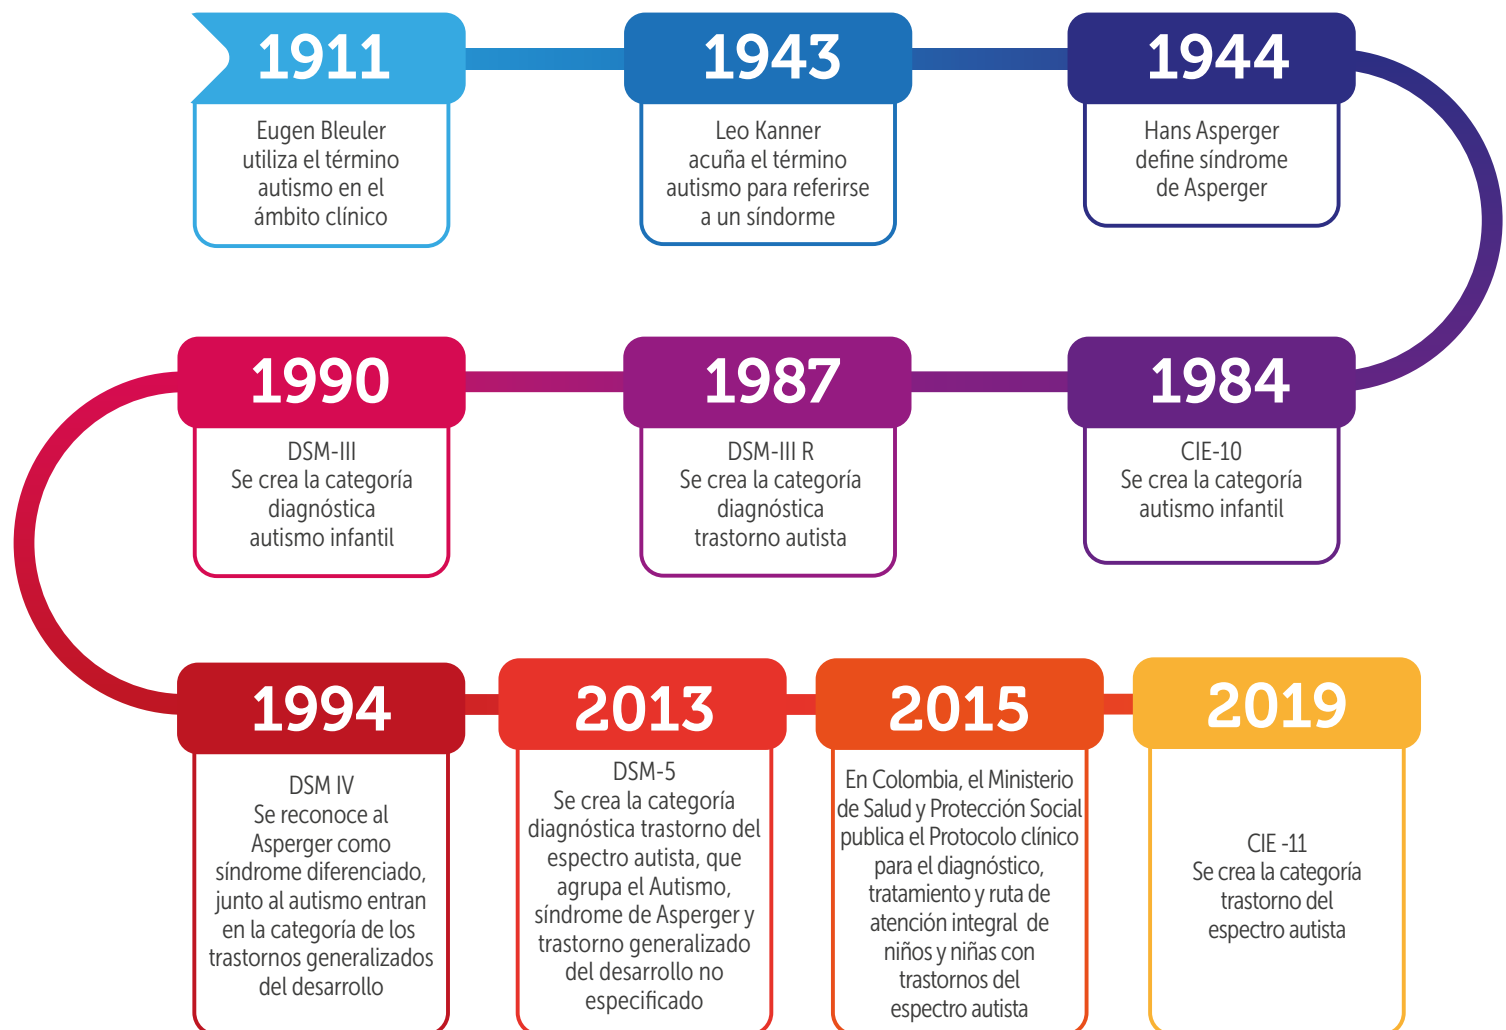 1911
Eugen Bleuler
utiliza el término
autismo en el
ámbito clínico
1943
Leo Kanner
acuña el término
autismo para referirse
a un síndorme
1944
Hans Asperger
define síndrome
de Asperger
1984
CIE-10
Se crea la categoría
autismo infantil
1987
DSM-III R
Se crea la categoría
diagnóstica
trastorno autista
1990
DSM-III
Se crea la categoría
diagnóstica
autismo infantil
1994
DSM IV
Se reconoce al
Asperger como
síndrome diferenciado,
junto al autismo entran
en la categoría de los
trastornos generalizados
del desarrollo
2013
DSM-5
Se crea la categoría
diagnóstica trastorno del
espectro autista, que
agrupa el Autismo,
síndrome de Asperger y
trastorno generalizado
del desarrollo no
especificado
2015
En Colombia, el Ministerio
de Salud y Protección Social
publica el Protocolo clínico
para el diagnóstico,
tratamiento y ruta de
atención integral de
niños y niñas con
trastornos del
espectro autista
2019
CIE -11
Se crea la categoría
trastorno del
espectro autista